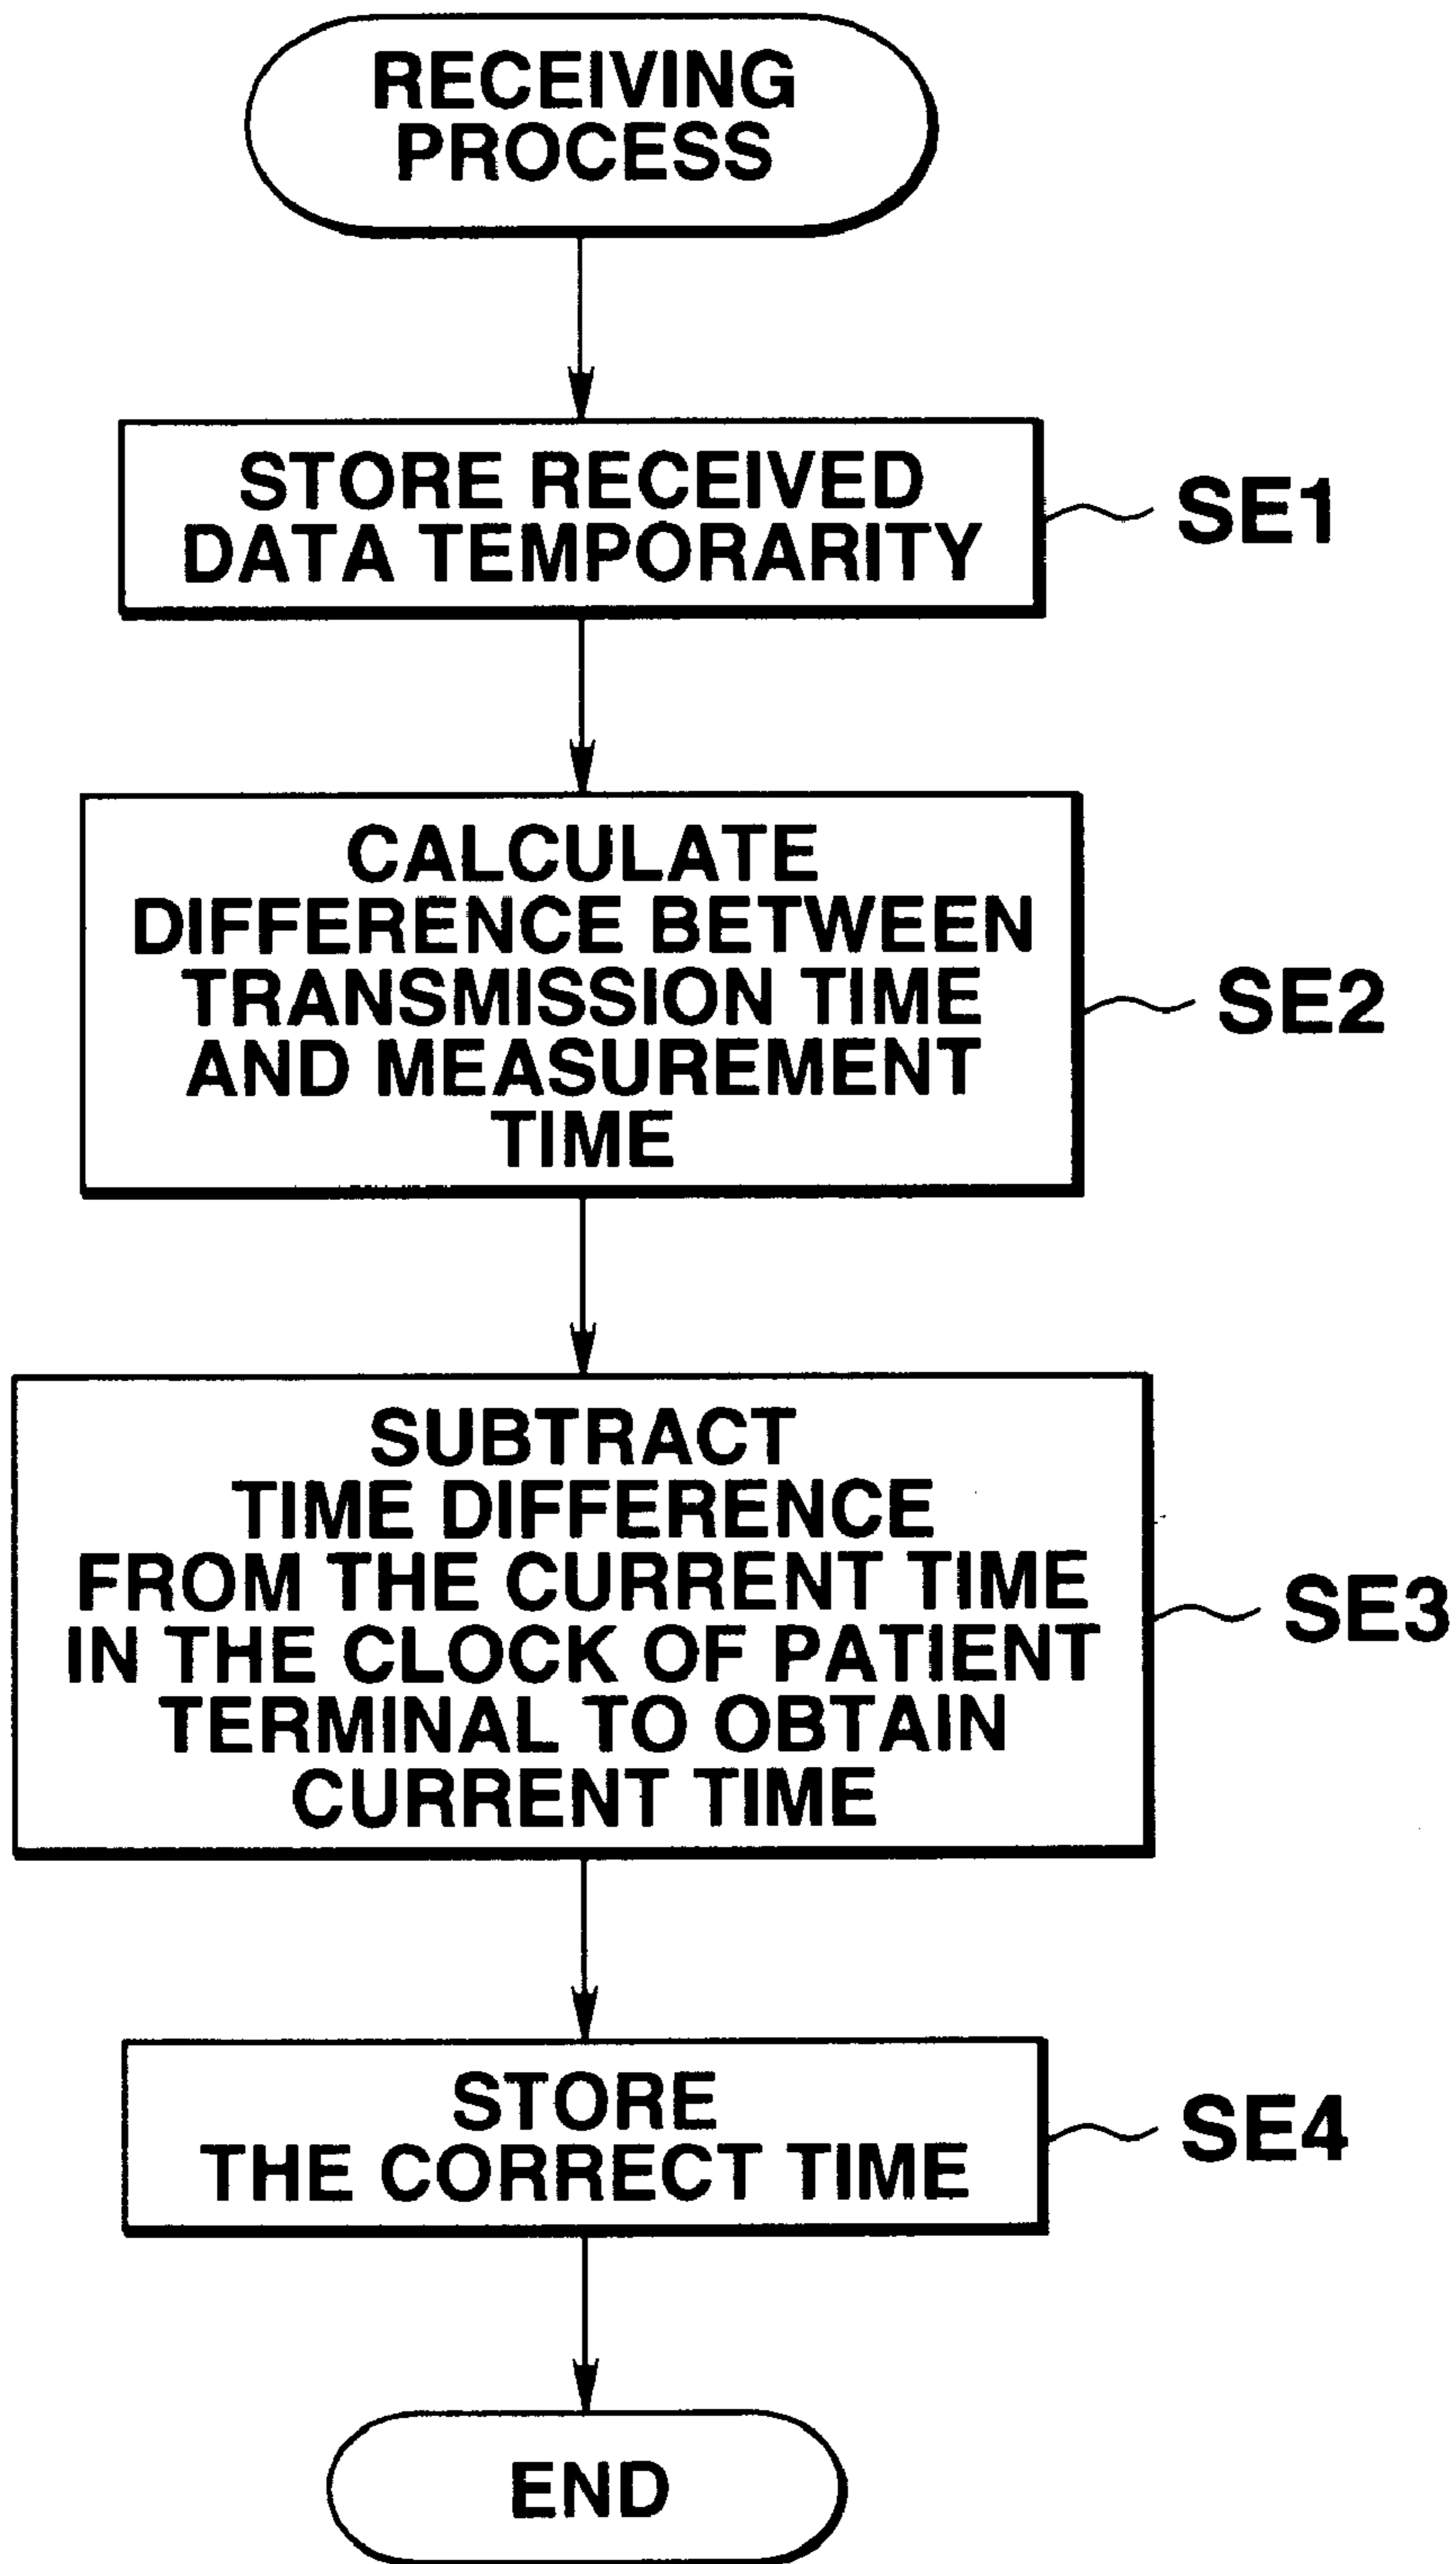 RECEIVING
PROCESS
STORE RECEIVED
DATA TEMPORARITY
SE1
CALCULATE
DIFFERENCE BETWEEN
TRANSMISSION TIME
AND MEASUREMENT
TIME
SE2
SUBTRACT
TIME DIFFERENCE
FROM THE CURRENT TIME
IN THE CLOCK OF PATIENT
TERMINAL TO OBTAIN
CURRENT TIME
SE3
STORE
THE CORRECT TIME
SE4
END